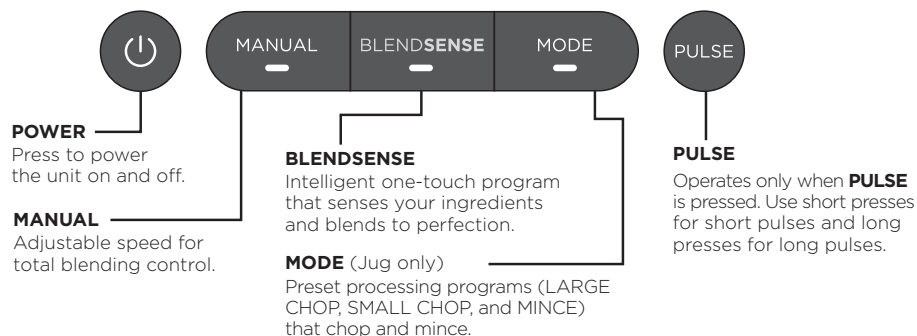 MANUAL
BLENDSENSE
MODE
PULSE
POWER
Press to power
the unit on and off.
MANUAL
Adjustable speed for
total blending control.
BLENDSENSE
Intelligent one-touch program
that senses your ingredients
and blends to perfection.
MODE (Jug only)
Preset processing programs (LARGE
CHOP, SMALL CHOP, and MINCE)
that chop and mince.
PULSE
Operates only when PULSE
is pressed. Use short presses
for short pulses and long
presses for long pulses.